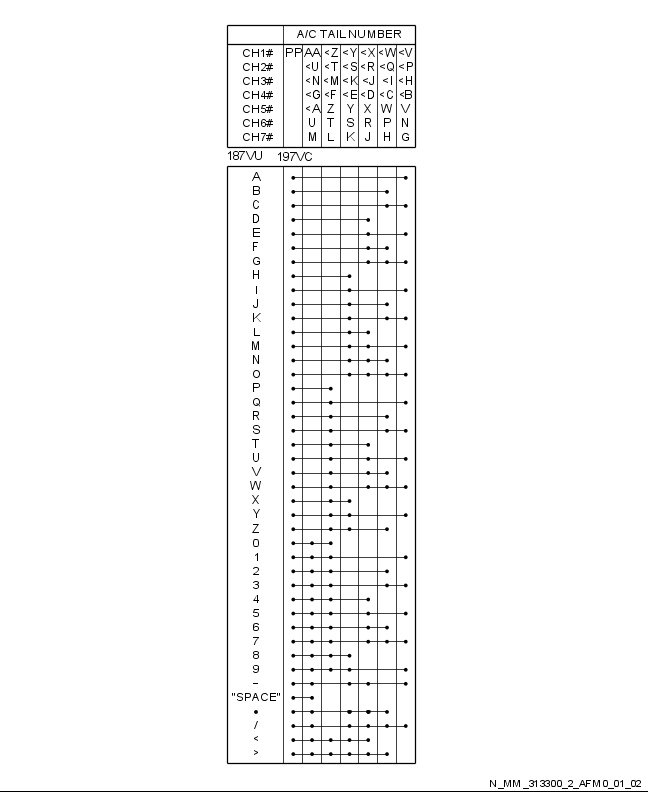 A/C TAIL NUMBER
CH1# PP AA <Z <Y <X <W <V
CH2# <U <T <S <R <Q <P
CH3# <N <M <K <J <I <H
CH4# <G <F <E <D <C <B
CH5# <A Z Y X W V
CH6# U T S R P N
CH7# M L K J H G
187VU 197VC
A
B
C
D
E
F
G
H
I
J
K
L
M
N
O
P
Q
R
S
T
U
V
W
X
Y
Z
0
1
2
3
4
5
6
7
8
9
-
"SPACE"
•
/
<
>
N_MM_313300_2_AFM0_01_02